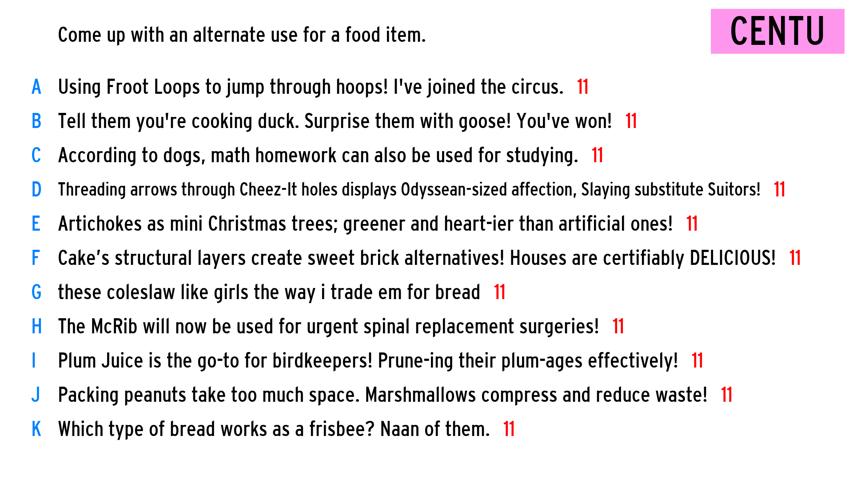 CENTU
Come up with an alternate use for a food item.
A Using Froot Loops to jump through hoops! I've joined the circus. 11
B Tell them you're cooking duck. Surprise them with goose! You've won! 11
C According to dogs, math homework can also be used for studying. 11
D Threading arrows through Cheez-It holes displays Odyssean-sized affection, Slaying substitute Suitors! 11
E Artichokes as mini Christmas trees; greener and heart-ier than artificial ones! 11
F Cake's structural layers create sweet brick alternatives! Houses are certifiably DELICIOUS! 11
G these coleslaw like girls the way i trade em for bread 11
H The McRib will now be used for urgent spinal replacement surgeries! 11
I Plum Juice is the go-to for birdkeepers! Prune-ing their plum-ages effectively! 11
J Packing peanuts take too much space. Marshmallows compress and reduce waste! 11
K Which type of bread works as a frisbee? Naan of them. 11